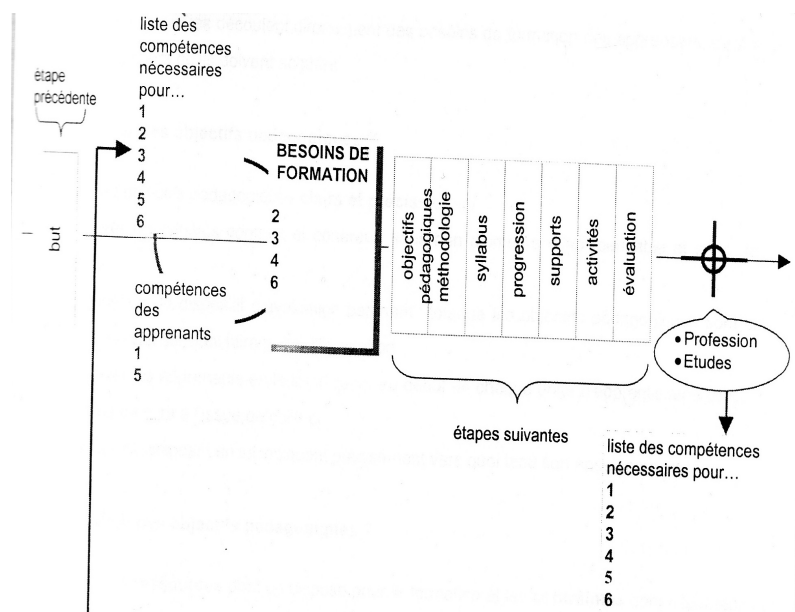 liste des
compétences
nécessaires
pour...
1
2
3
4
5
6
étape
précédente
but
compétences
des
apprenants
1
5
BESOINS DE
FORMATION
2
3
4
6
objectifs
pédagogiques
méthodologie
syllabus
progression
supports
activités
évaluation
étapes suivantes
• Profession
• Etudes
liste des compétences
nécessaires pour...
1
2
3
4
5
6